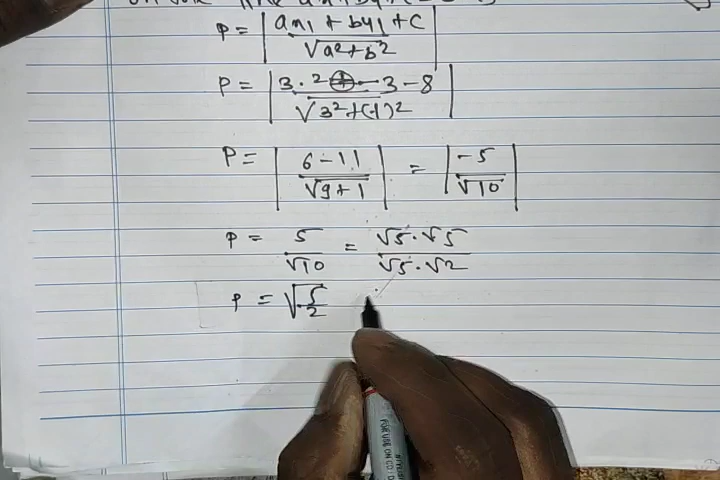 P = | ax₁ + by₁ + c / √a² + b² |
P = | 3 . 2 + - 3 - 8 / √3² + (-1)² |
P = | 6 - 11 / √9 + 1 | = | -5 / √10 |
P = 5 / √10 = √5 . √5 / √5 . √2
P = √5/2